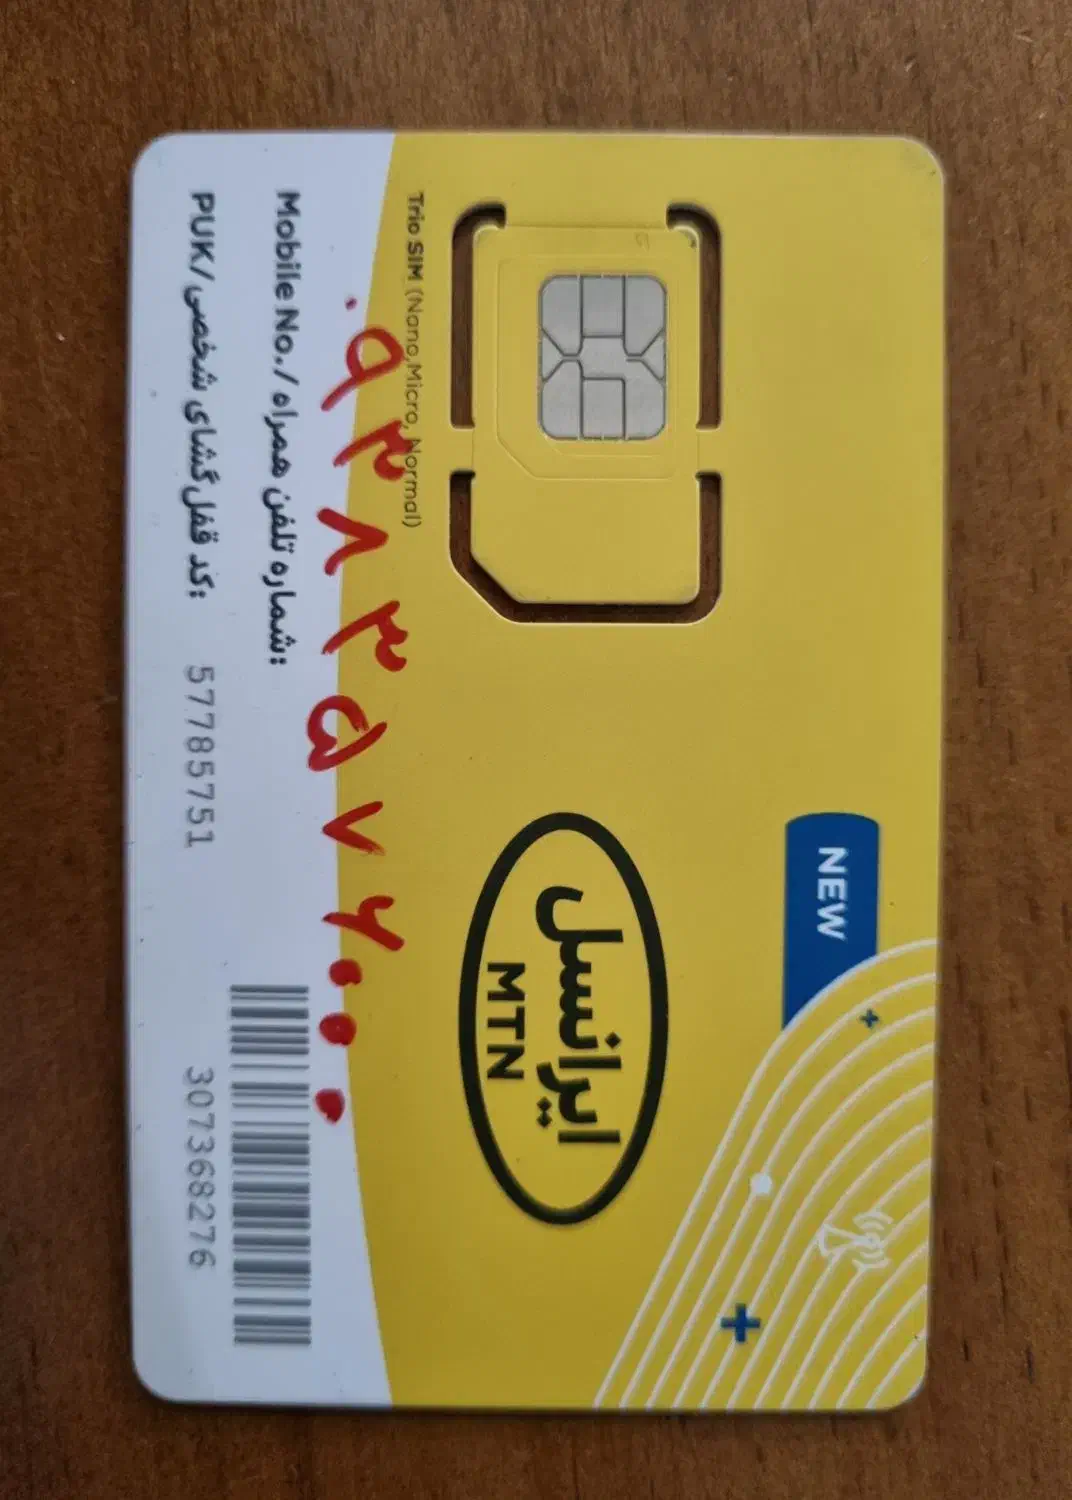 NEW
ایرانسل
MTN
Trio SIM (Nano,Micro, Normal)
۰۹۳۸۳۵۷۶۰۰۰
Mobile No./ شماره تلفن همراه:
PUK/ کد قفل‌گشای شخصی: 57785751 307368276